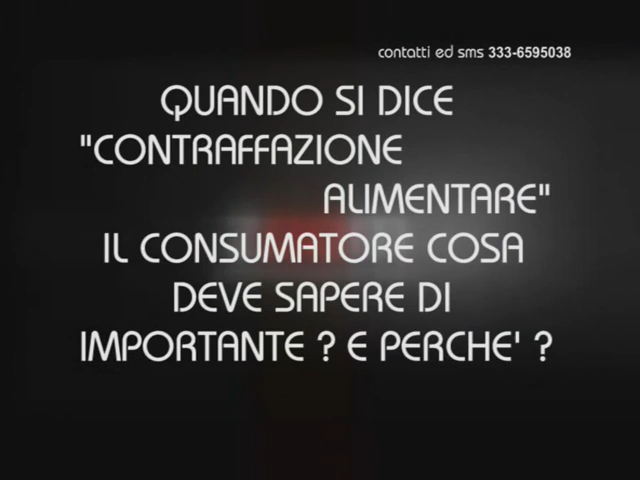 contatti ed sms 333-6595038
QUANDO SI DICE
"CONTRAFFAZIONE
ALIMENTARE"
IL CONSUMATORE COSA
DEVE SAPERE DI
IMPORTANTE ? E PERCHE' ?